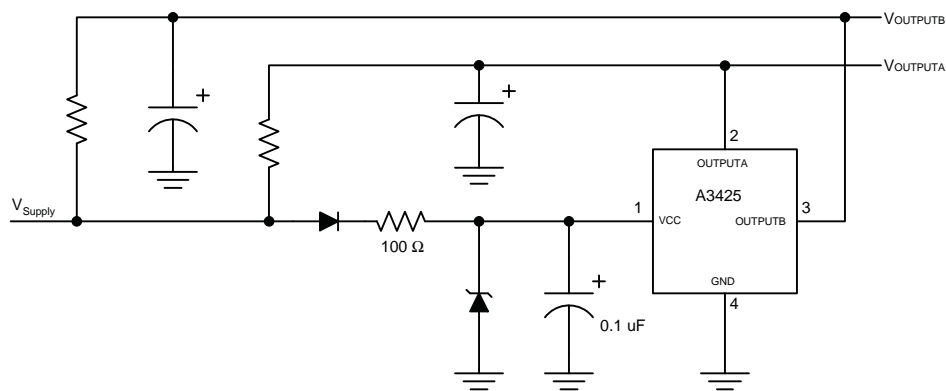 VOUTPUTB
VOUTPUTA
+
+
2
OUTPUTA
A3425
VSupply
1
VCC
OUTPUTB
3
100 Ω
GND
+
4
0.1 uF